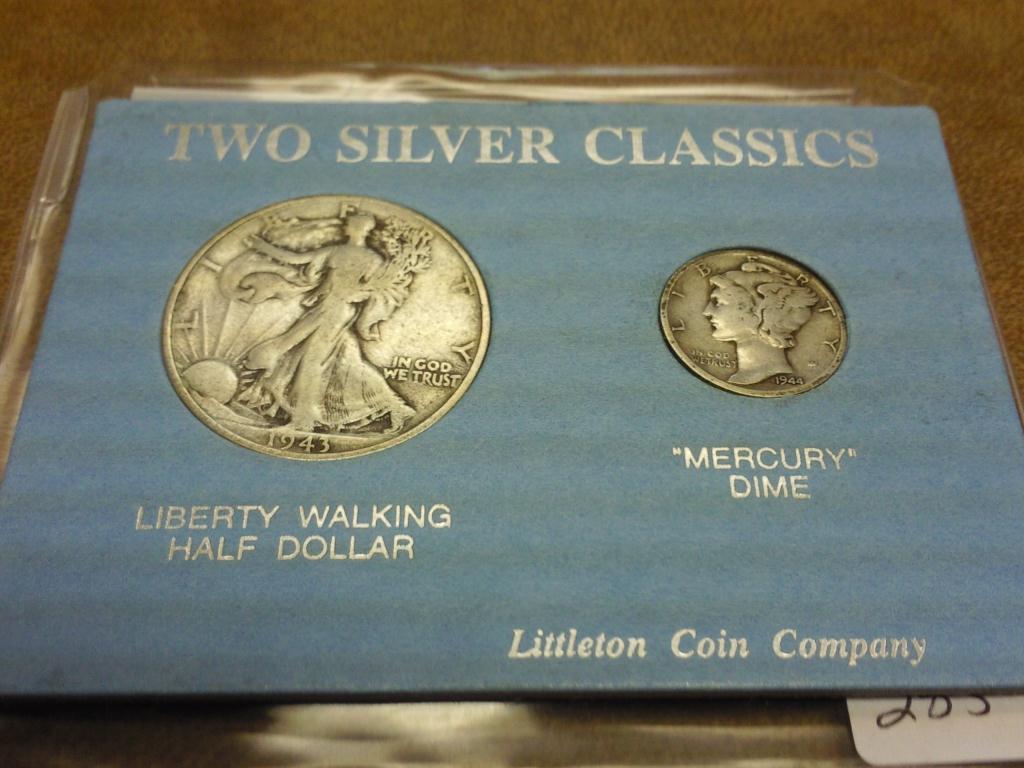 TWO SILVER CLASSICS
LIBERTY
IN GOD
WE TRUST
1943
LIBERTY
IN GOD
WE TRUST
1944
LIBERTY WALKING
HALF DOLLAR
"MERCURY"
DIME
Littleton Coin Company